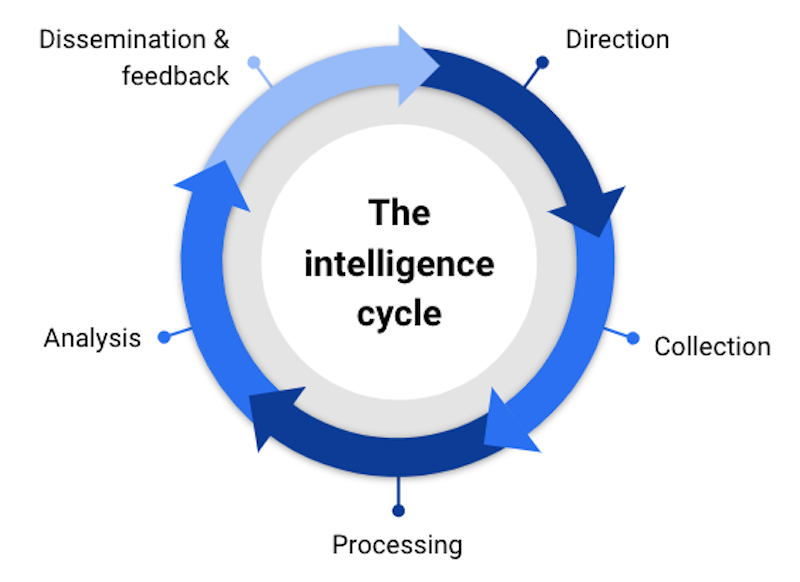 Dissemination &
feedback
Direction
The
intelligence
cycle
Analysis
Collection
Processing